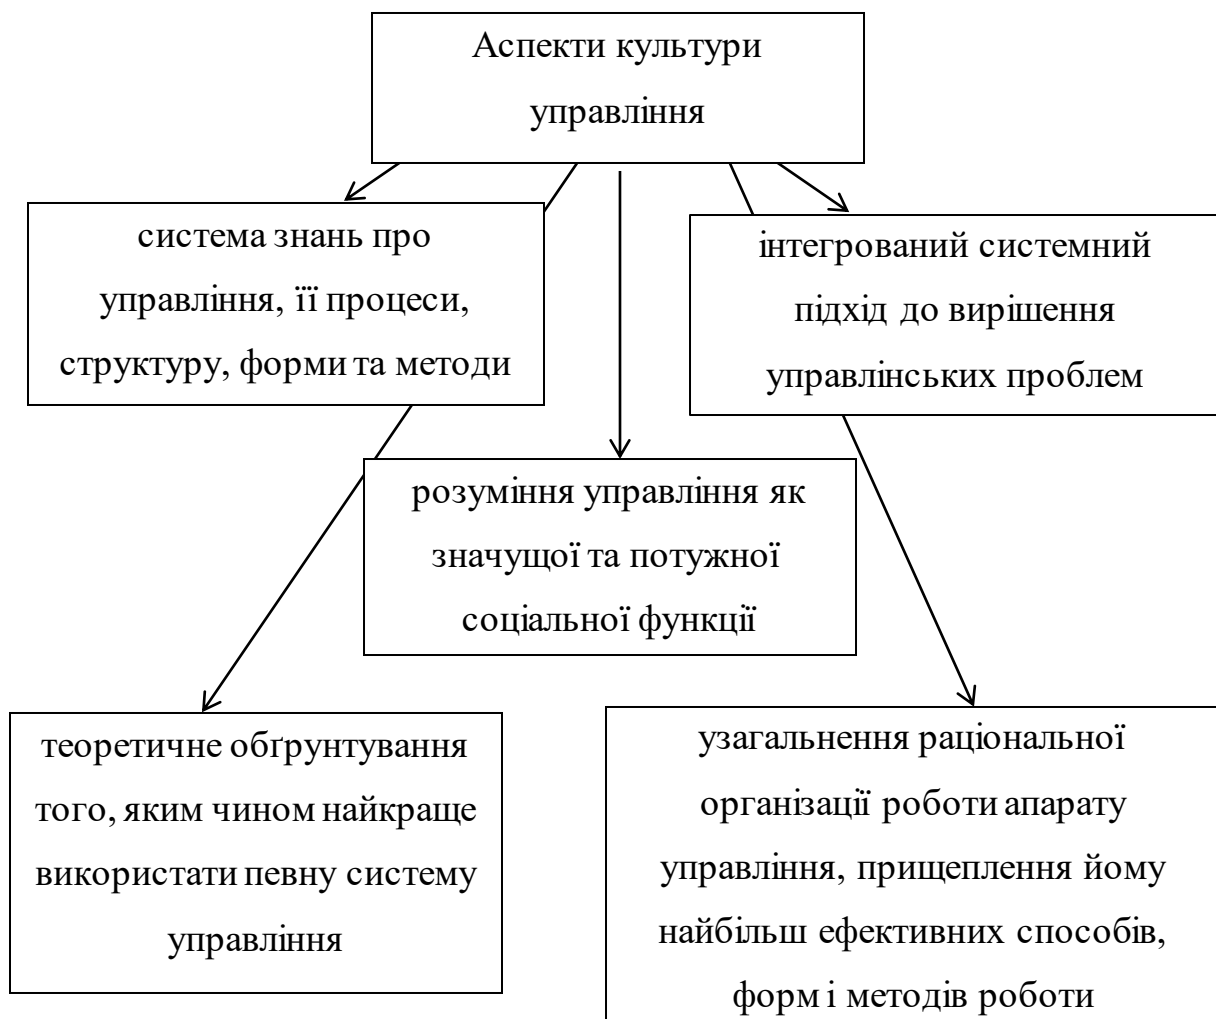 Аспекти культури
управління
система знань про
управління, її процеси,
структуру, форми та методи
інтегрований системний
підхід до вирішення
управлінських проблем
розуміння управління як
значущої та потужної
соціальної функції
теоретичне обґрунтування
того, яким чином найкраще
використати певну систему
управління
узагальнення раціональної
організації роботи апарату
управління, прищеплення йому
найбільш ефективних способів,
форм і методів роботи